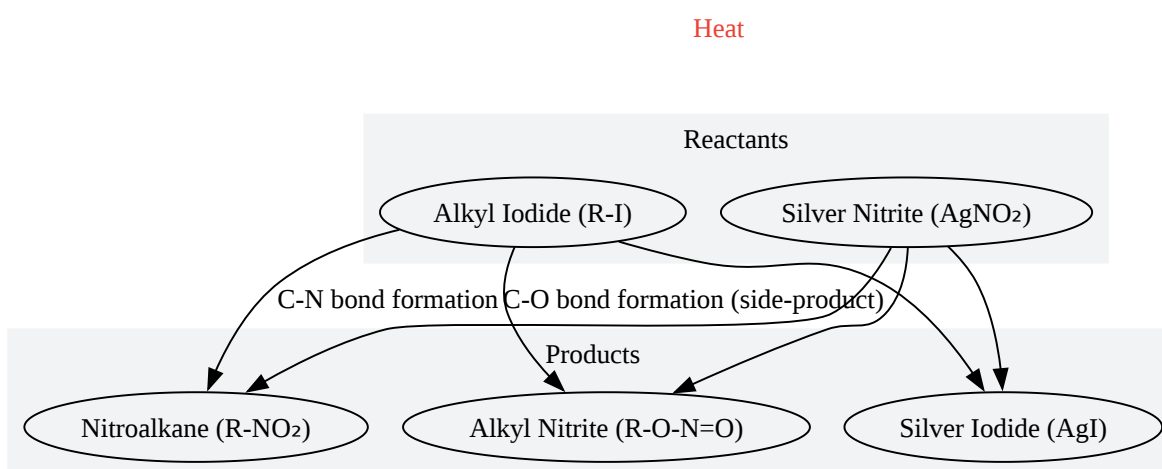 Heat
Reactants
Alkyl Iodide (R-I)
Silver Nitrite (AgNO₂)
C-N bond formation
C-O bond formation (side-product)
Products
Nitroalkane (R-NO₂)
Alkyl Nitrite (R-O-N=O)
Silver Iodide (AgI)